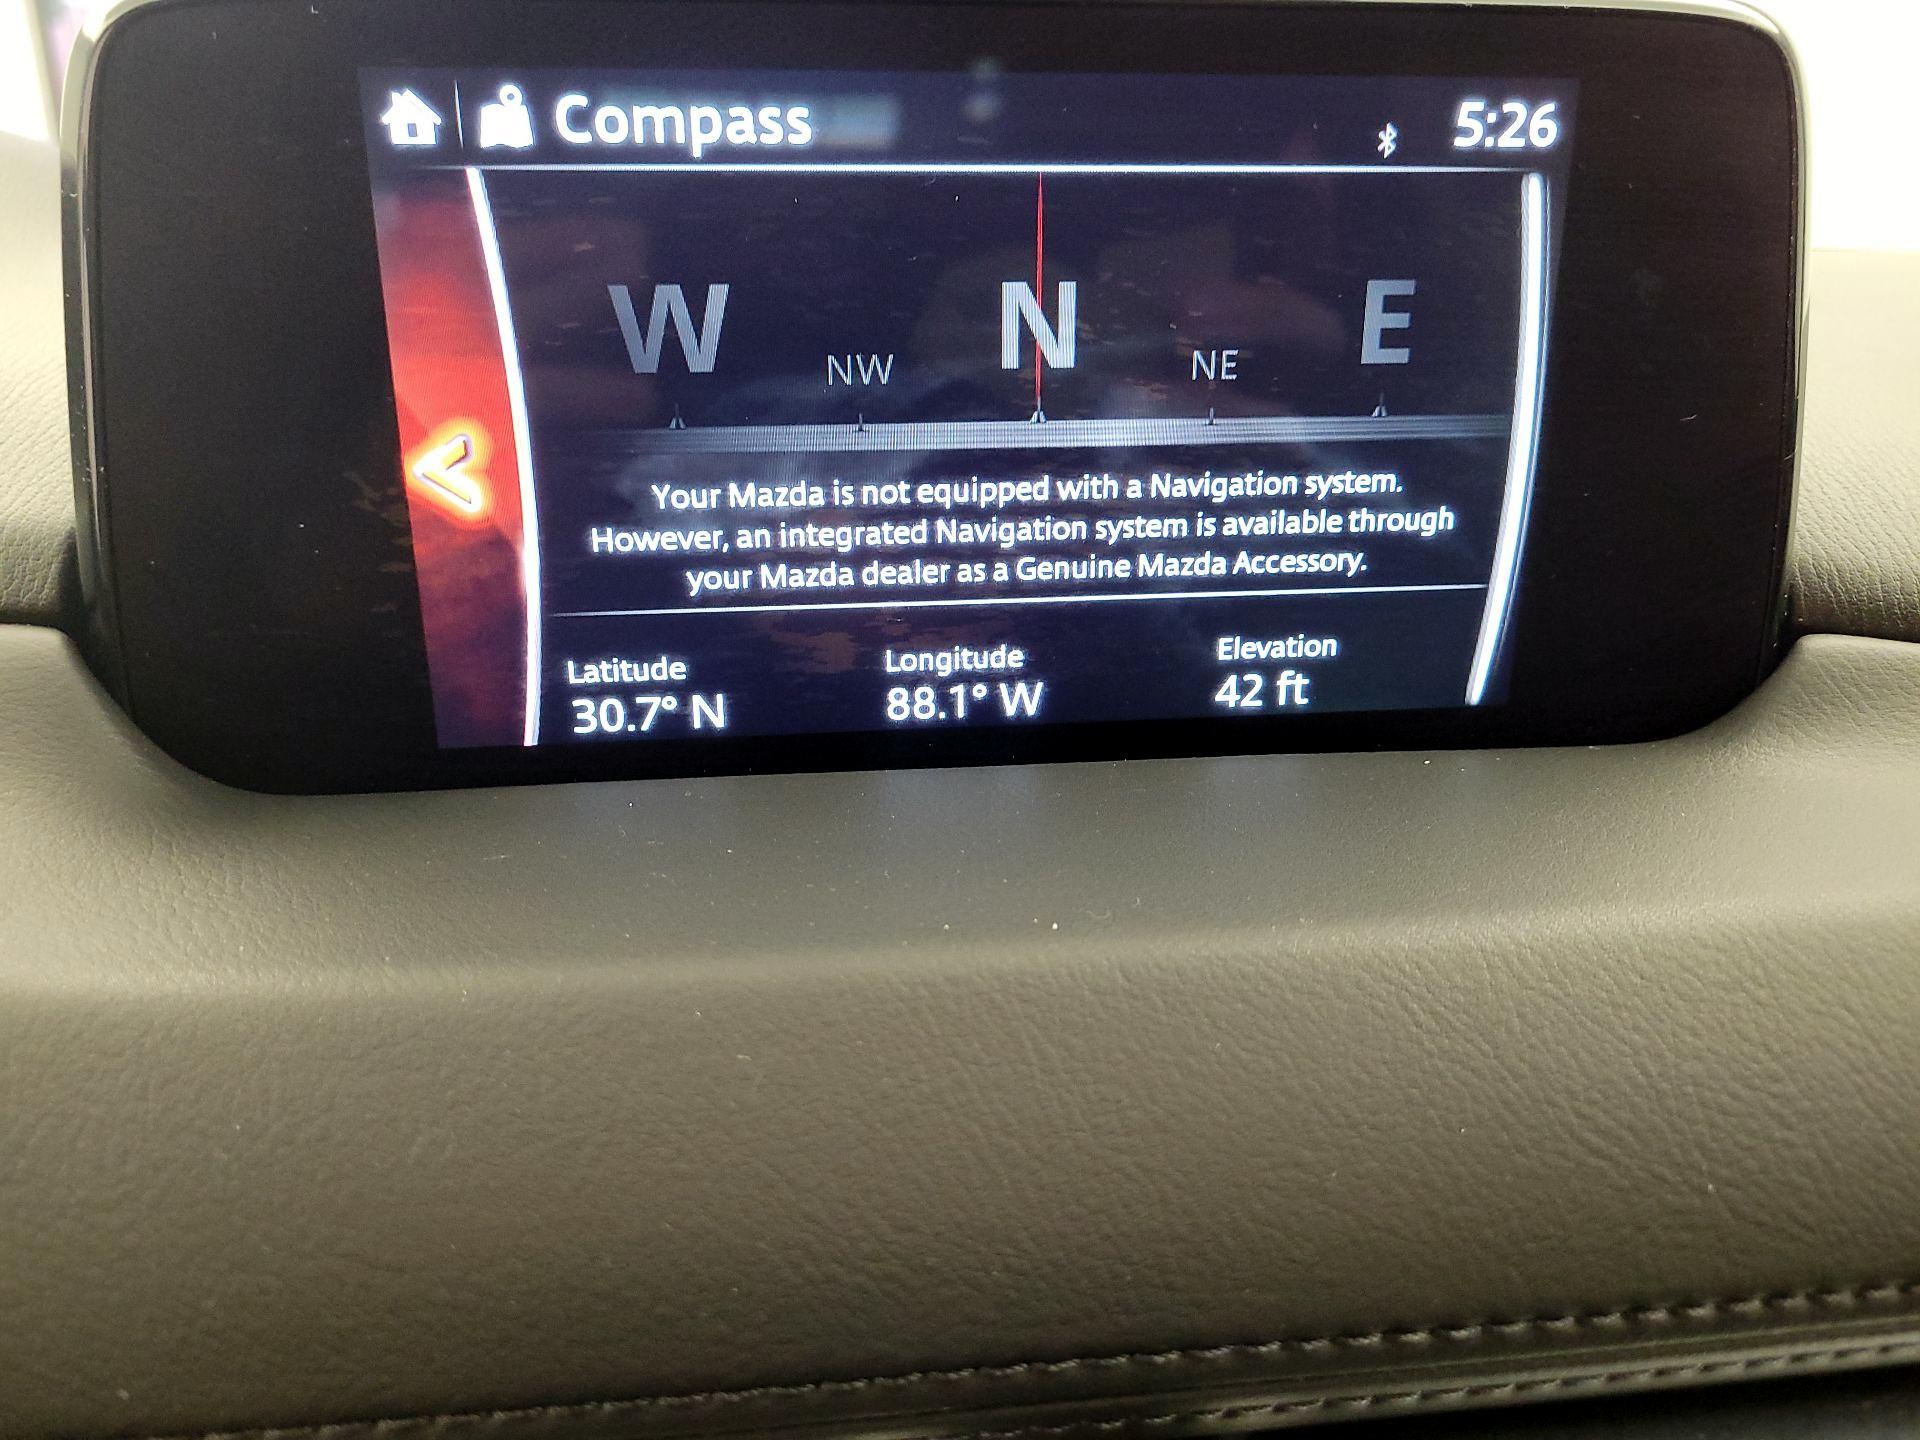 Compass
5:26
W NW N NE E
Your Mazda is not equipped with a Navigation system.
However, an integrated Navigation system is available through
your Mazda dealer as a Genuine Mazda Accessory.
Latitude Longitude Elevation
30.7° N 88.1° W 42 ft